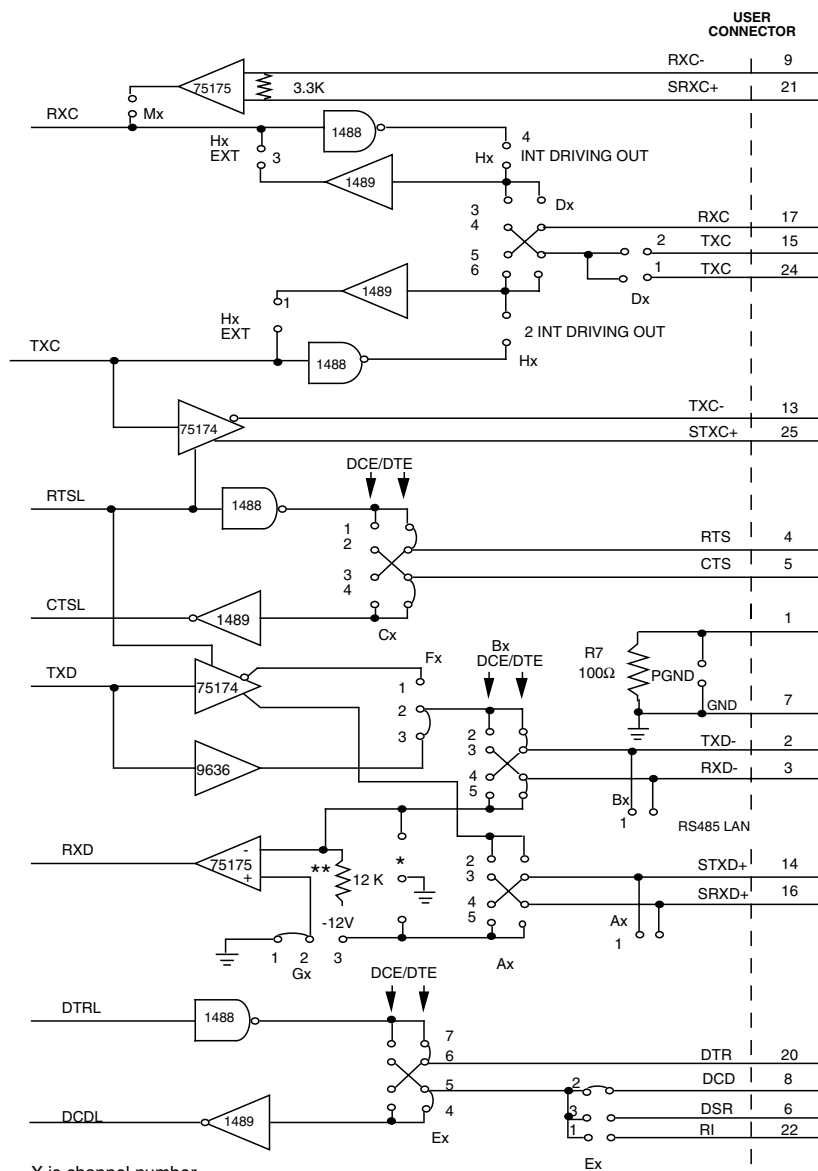 USER
CONNECTOR
RXC- 9
75175
3.3K
SRXC+ 21
Mx
RXC
1488
4
Hx
EXT
3
Hx INT DRIVING OUT
1489
Dx
3
4
RXC 17
2 TXC 15
5
6
1 TXC 24
1489
Dx
1
Hx
EXT
2 INT DRIVING OUT
TXC
1488
Hx
TXC- 13
75174
STXC+ 25
DCE/DTE
RTSL
1488
1
2
RTS 4
CTS 5
3
4
CTSL
1489
Cx
1
Fx
Bx
DCE/DTE
R7
100Ω
PGND
TXD
75174
1
2
GND 7
3
2
3
TXD- 2
9636
4
5
RXD- 3
Bx
1
RS485 LAN
RXD
75175
-
+
**
12 K
*
2
3
STXD+ 14
4
5
SRXD+ 16
-12V
Ax
1
1 2 3
Gx
Ax
DCE/DTE
DTRL
1488
7
6
DTR 20
5
2
DCD 8
4
3
DSR 6
DCDL
1489
Ex
1
RI 22
Ex
X is channel number